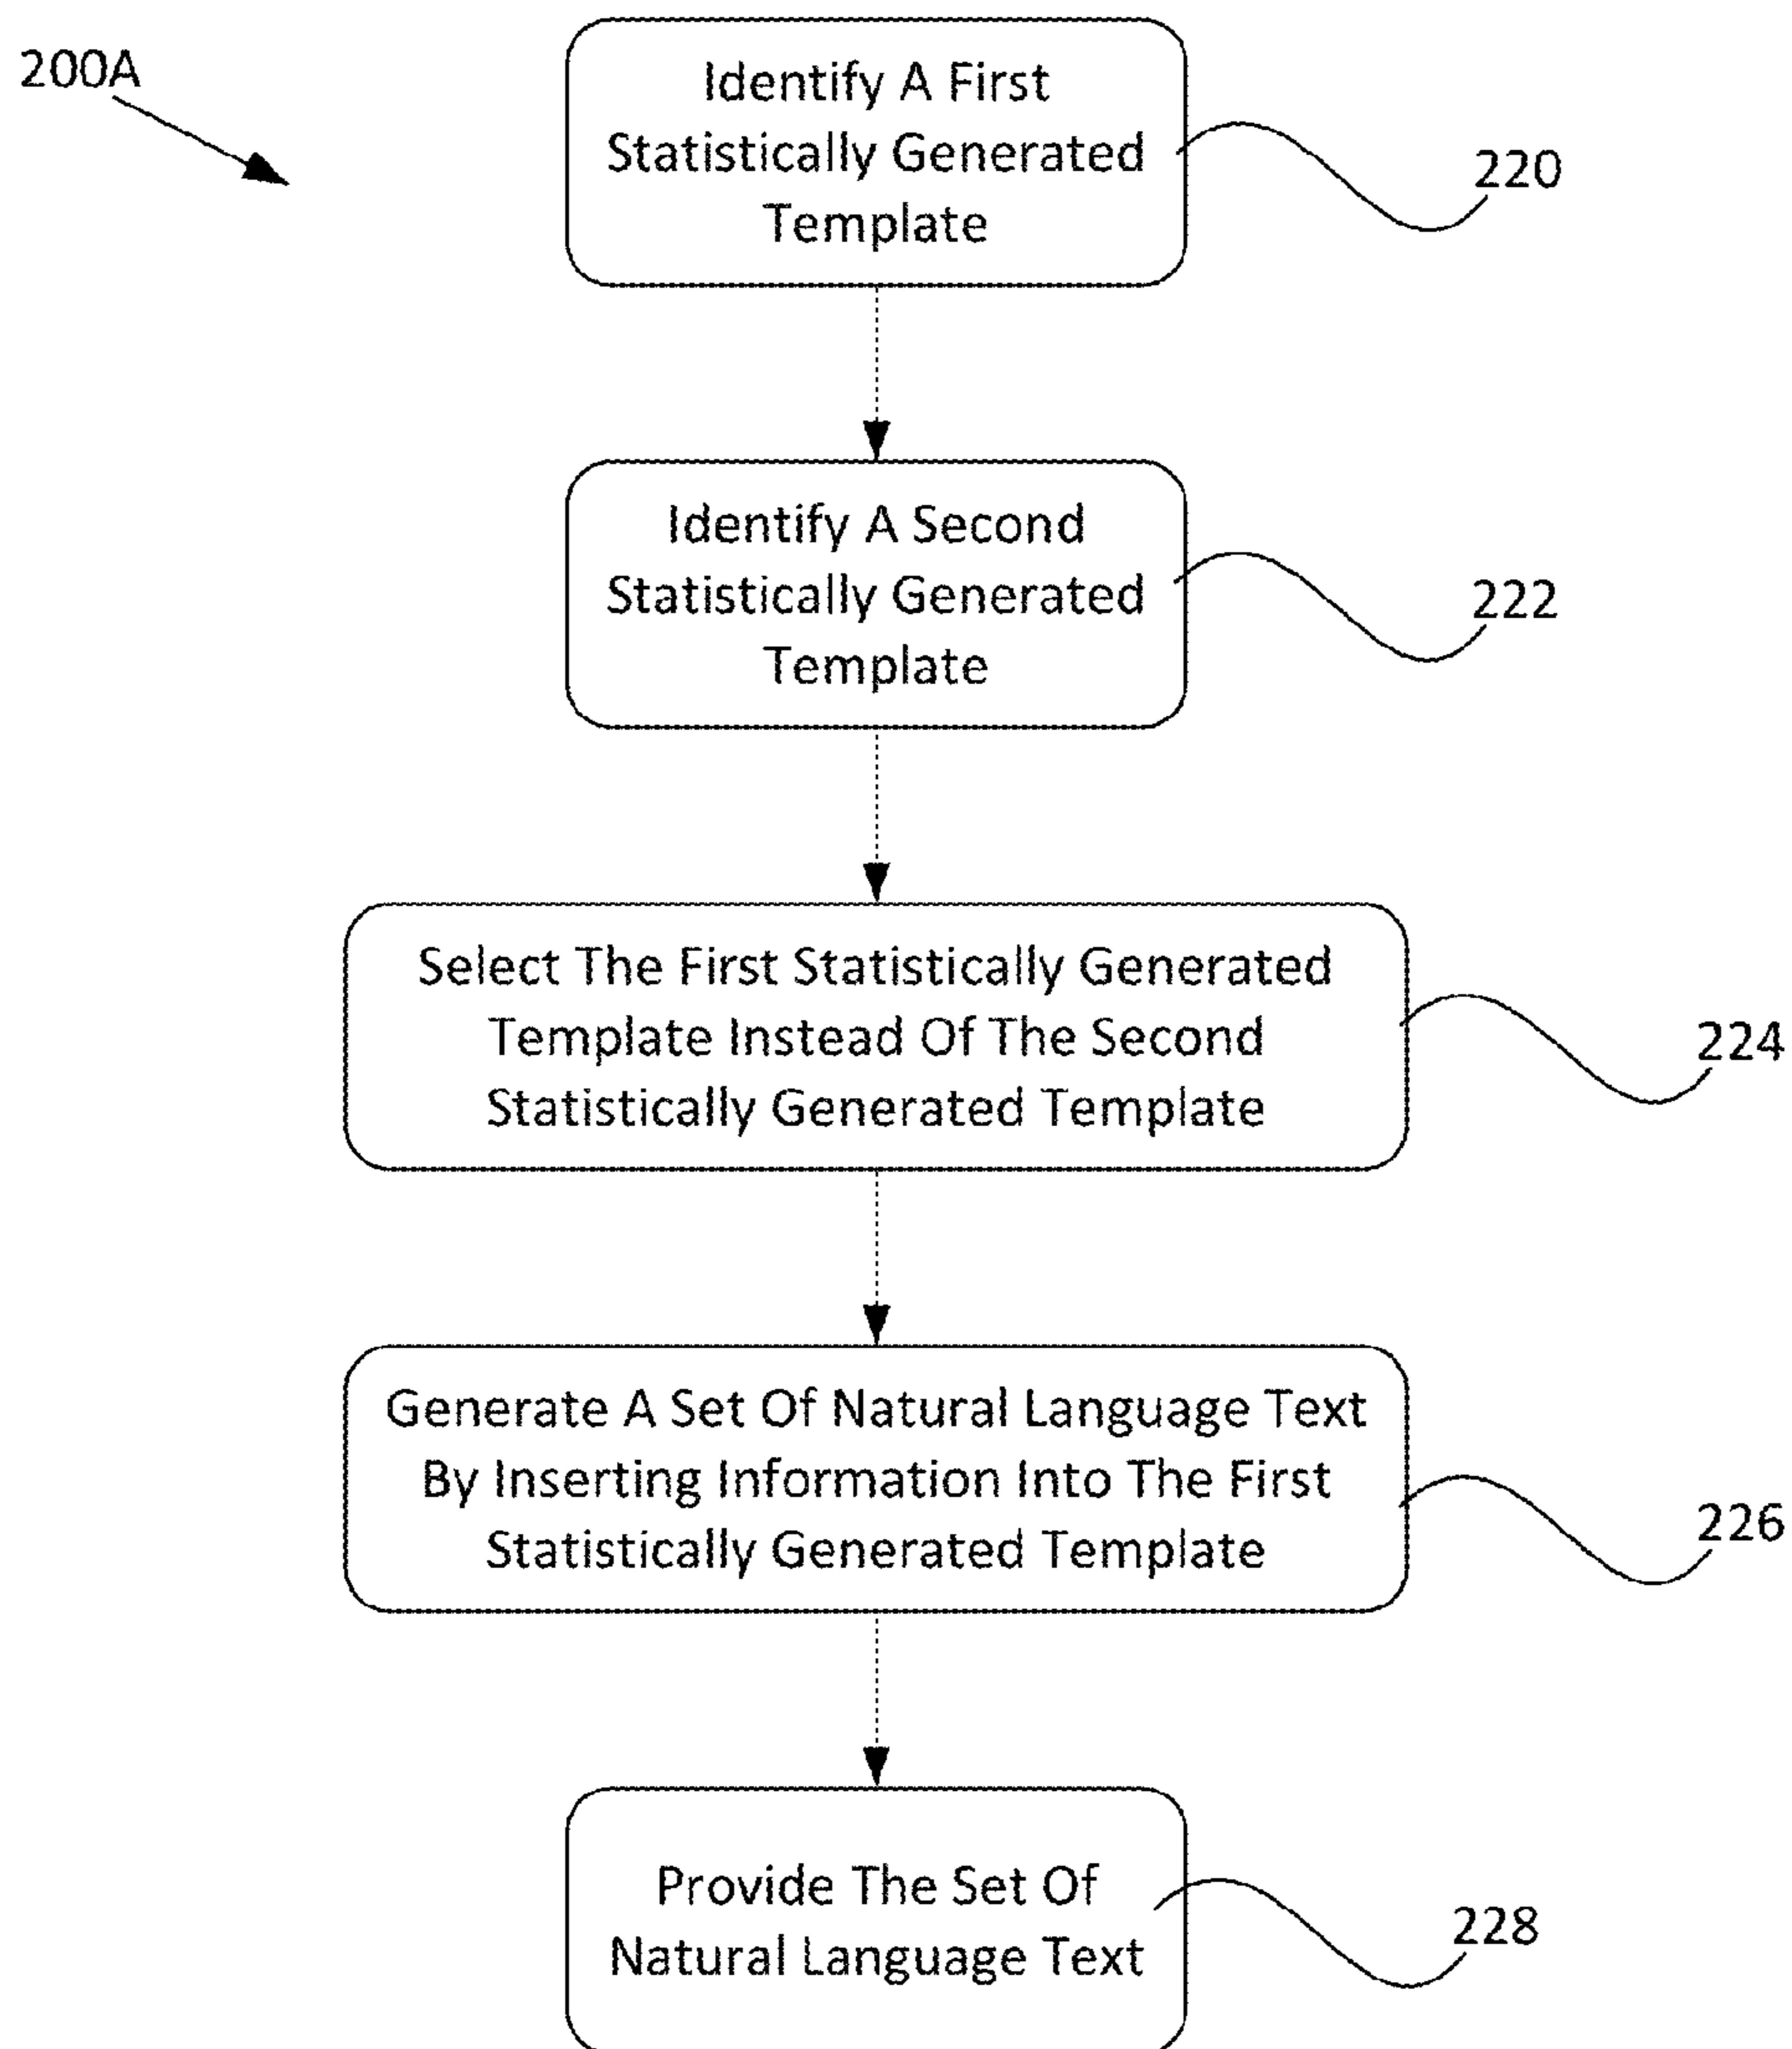 200A
Identify A First
Statistically Generated
Template
220
Identify A Second
Statistically Generated
Template
222
Select The First Statistically Generated
Template Instead Of The Second
Statistically Generated Template
224
Generate A Set Of Natural Language Text
By Inserting Information Into The First
Statistically Generated Template
226
Provide The Set Of
Natural Language Text
228